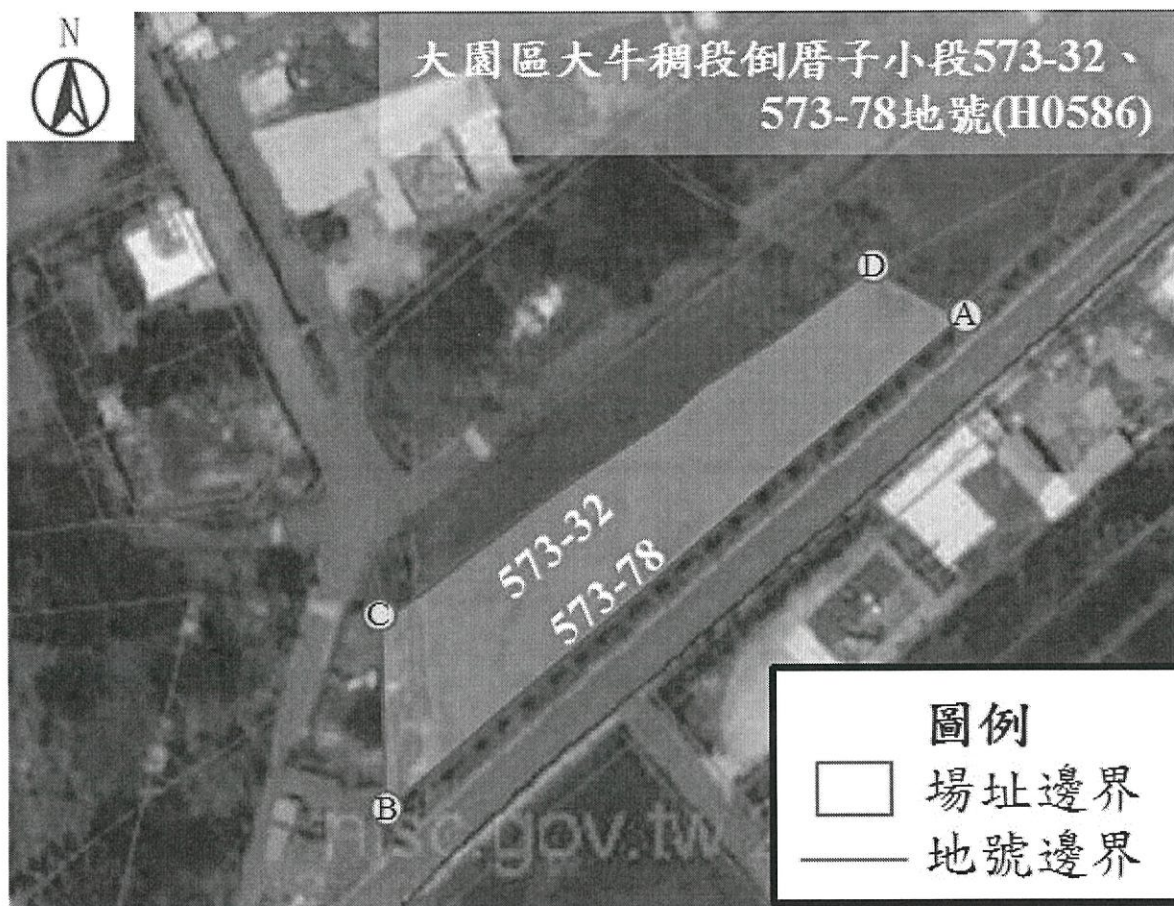 N
大園區大牛稠段倒厝子小段573-32、
573-78地號(H0586)
D
A
573-32
573-78
C
B
nlsc.gov.tw
圖例
場址邊界
地號邊界